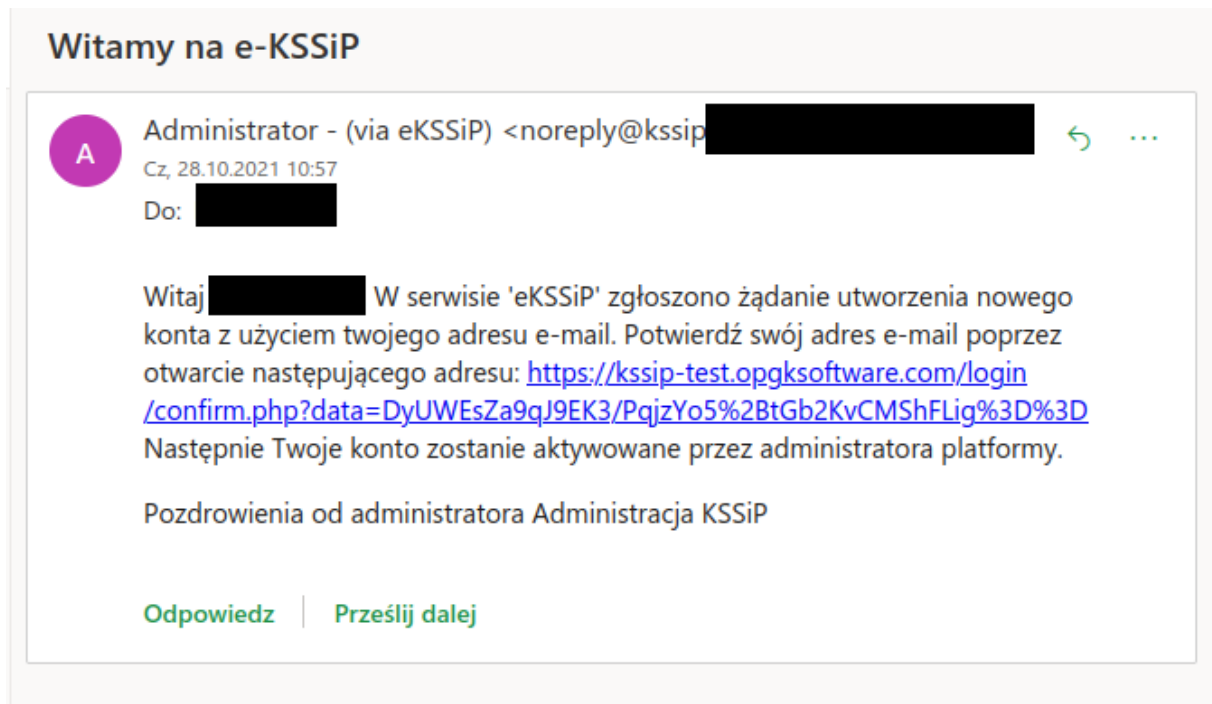 Witamy na e-KSSiP
A
Administrator - (via eKSSiP) <noreply@kssip
Cz, 28.10.2021 10:57
Do:
Witaj W serwisie 'eKSSiP' zgłoszono żądanie utworzenia nowego
konta z użyciem twojego adresu e-mail. Potwierdź swój adres e-mail poprzez
otwarcie następującego adresu: https://kssip-test.opgksoftware.com/login
/confirm.php?data=DyUWEsZa9qJ9EK3/PqjzYo5%2BtGb2KvCMShFLig%3D%3D
Następnie Twoje konto zostanie aktywowane przez administratora platformy.
Pozdrowienia od administratora Administracja KSSiP
Odpowiedz Prześlij dalej